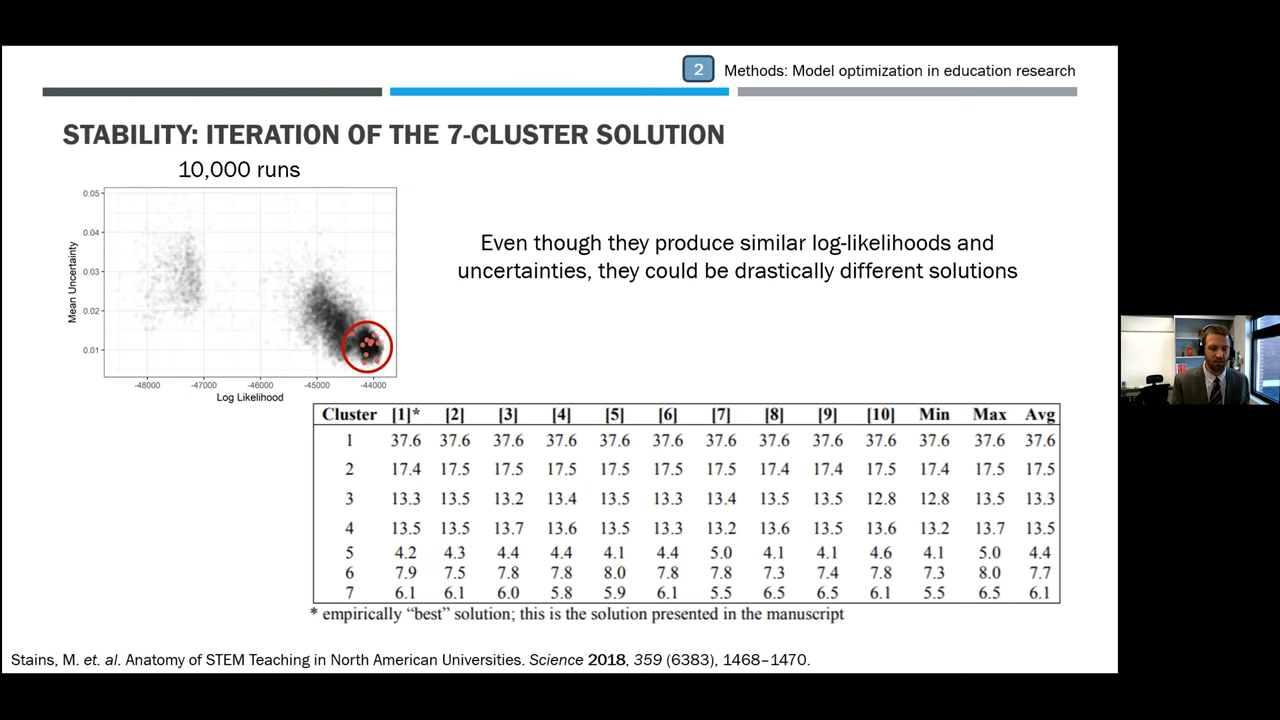 2 Methods: Model optimization in education research
STABILITY: ITERATION OF THE 7-CLUSTER SOLUTION
10,000 runs
0.05
0.04
0.03
0.02
0.01
Mean Uncertainty
-48000 -47000 -46000 -45000 -44000
Log Likelihood
Even though they produce similar log-likelihoods and
uncertainties, they could be drastically different solutions
Cluster [1]* [2] [3] [4] [5] [6] [7] [8] [9] [10] Min Max Avg
1 37.6 37.6 37.6 37.6 37.6 37.6 37.6 37.6 37.6 37.6 37.6 37.6 37.6
2 17.4 17.5 17.5 17.5 17.5 17.5 17.5 17.4 17.4 17.5 17.4 17.5 17.5
3 13.3 13.5 13.2 13.4 13.5 13.3 13.4 13.5 13.5 12.8 12.8 13.5 13.3
4 13.5 13.5 13.7 13.6 13.5 13.3 13.2 13.6 13.5 13.6 13.2 13.7 13.5
5 4.2 4.3 4.4 4.4 4.1 4.4 5.0 4.1 4.1 4.6 4.1 5.0 4.4
6 7.9 7.5 7.8 7.8 8.0 7.8 7.8 7.3 7.4 7.8 7.3 8.0 7.7
7 6.1 6.1 6.0 5.8 5.9 6.1 5.5 6.5 6.5 6.1 5.5 6.5 6.1
* empirically “best” solution; this is the solution presented in the manuscript
Stains, M. et. al. Anatomy of STEM Teaching in North American Universities. Science 2018, 359 (6383), 1468–1470.